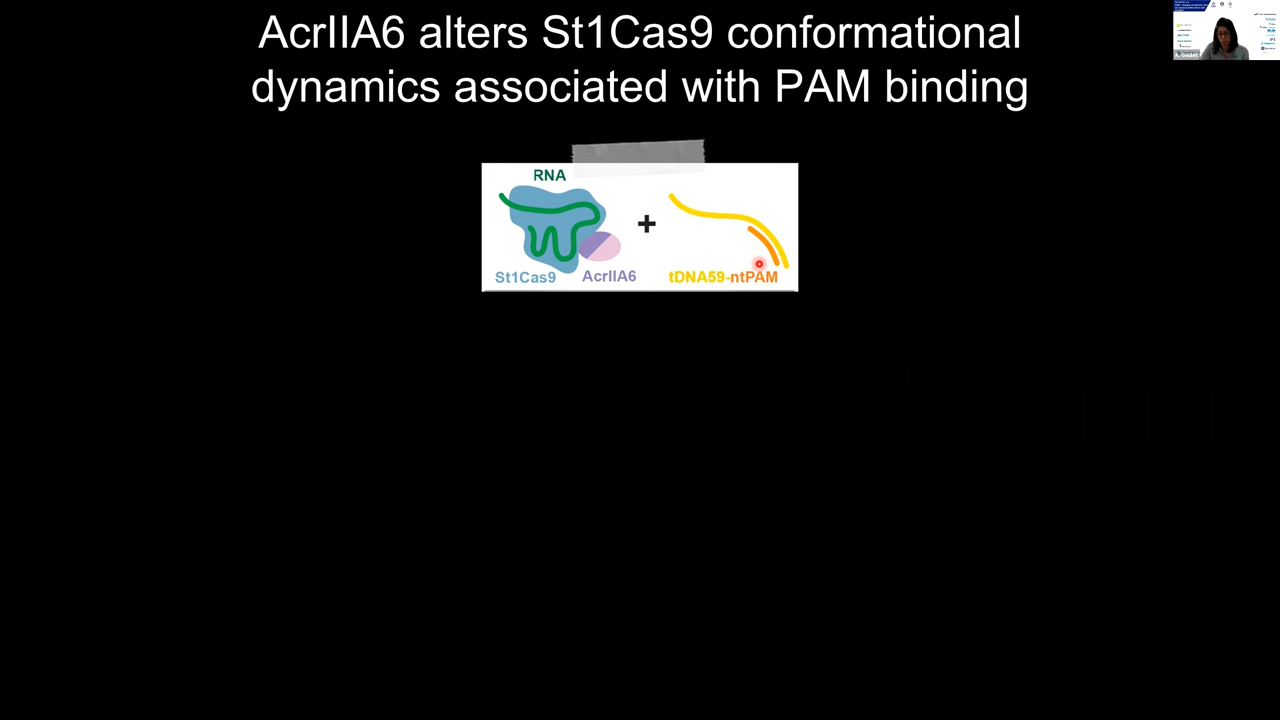 AcrIIA6 alters St1Cas9 conformational
dynamics associated with PAM binding
RNA
+
St1Cas9
AcrIIA6
tDNA59-ntPAM